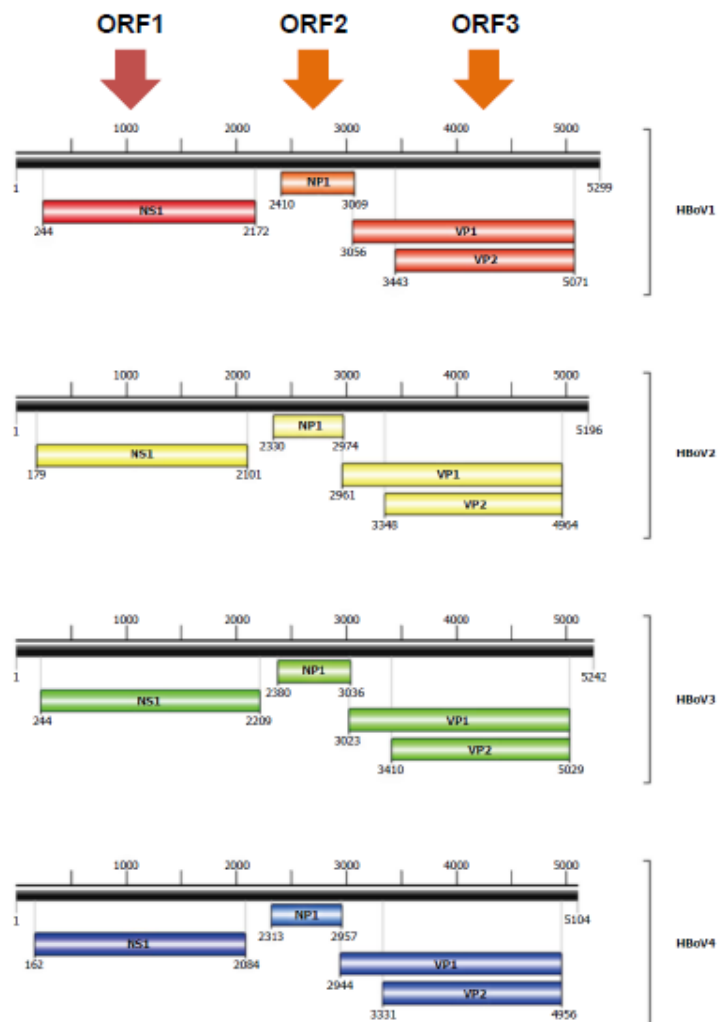 ORF1 ORF2 ORF3
1000 2000 3000 4000 5000
1 NP1 5299
2410 3069
NS1 HBoV1
244 2172 VP1
3056 VP2
3443 5071
1000 2000 3000 4000 5000
1 NP1 5196
2330 2974
NS1 HBoV2
179 2101 VP1
2961 VP2
3348 4964
1000 2000 3000 4000 5000
1 NP1 5242
2380 3036
NS1 HBoV3
244 2209 VP1
3023 VP2
3410 5029
1000 2000 3000 4000 5000
1 NP1 5104
2313 2957
NS1 HBoV4
162 2084 VP1
2944 VP2
3331 4956